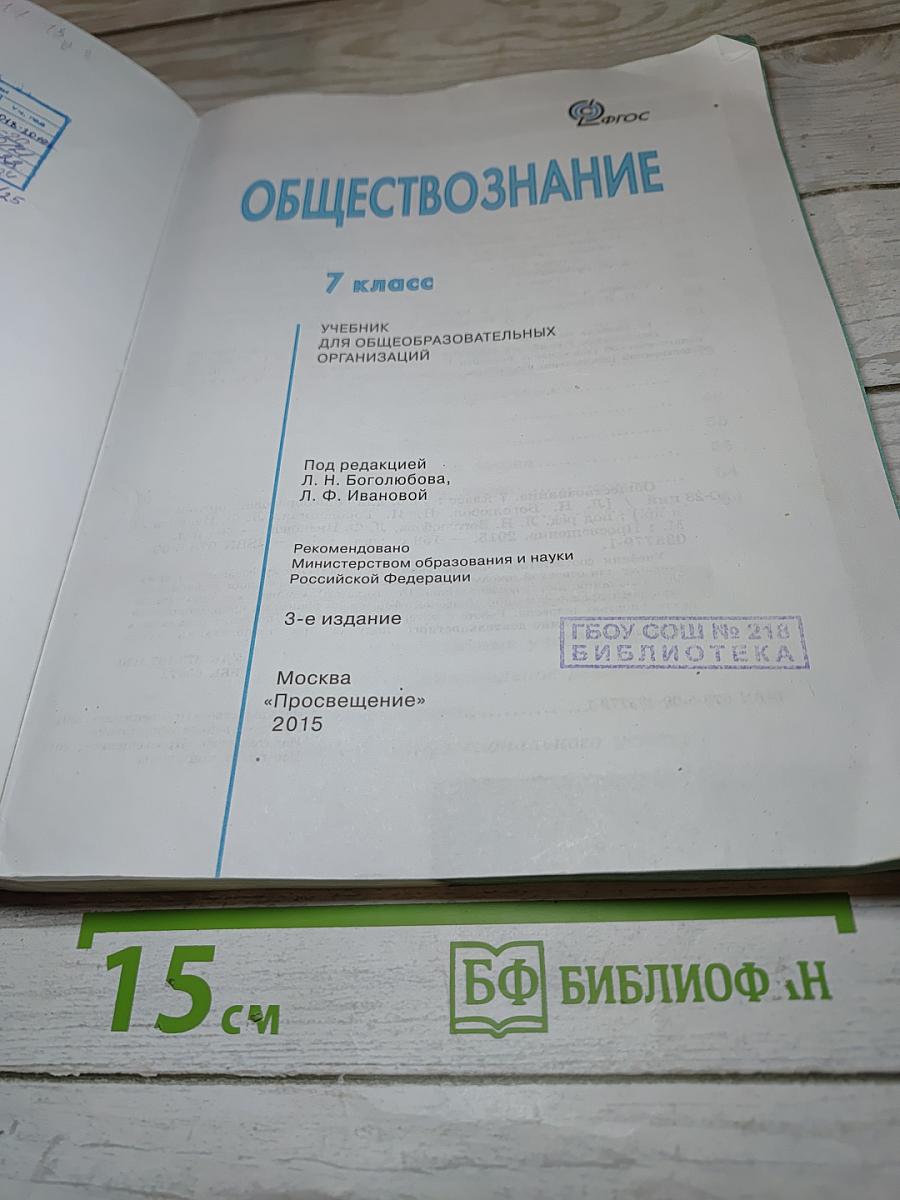 ФГОС
ОБЩЕСТВОЗНАНИЕ
7 класс
УЧЕБНИК
ДЛЯ ОБЩЕОБРАЗОВАТЕЛЬНЫХ
ОРГАНИЗАЦИЙ
Под редакцией
Л. Н. Боголюбова,
Л. Ф. Ивановой
Рекомендовано
Министерством образования и науки
Российской Федерации
3-е издание
ГБОУ СОШ № 218
БИБЛИОТЕКА
Москва
«Просвещение»
2015
15 см
БФ БИБЛИОФ